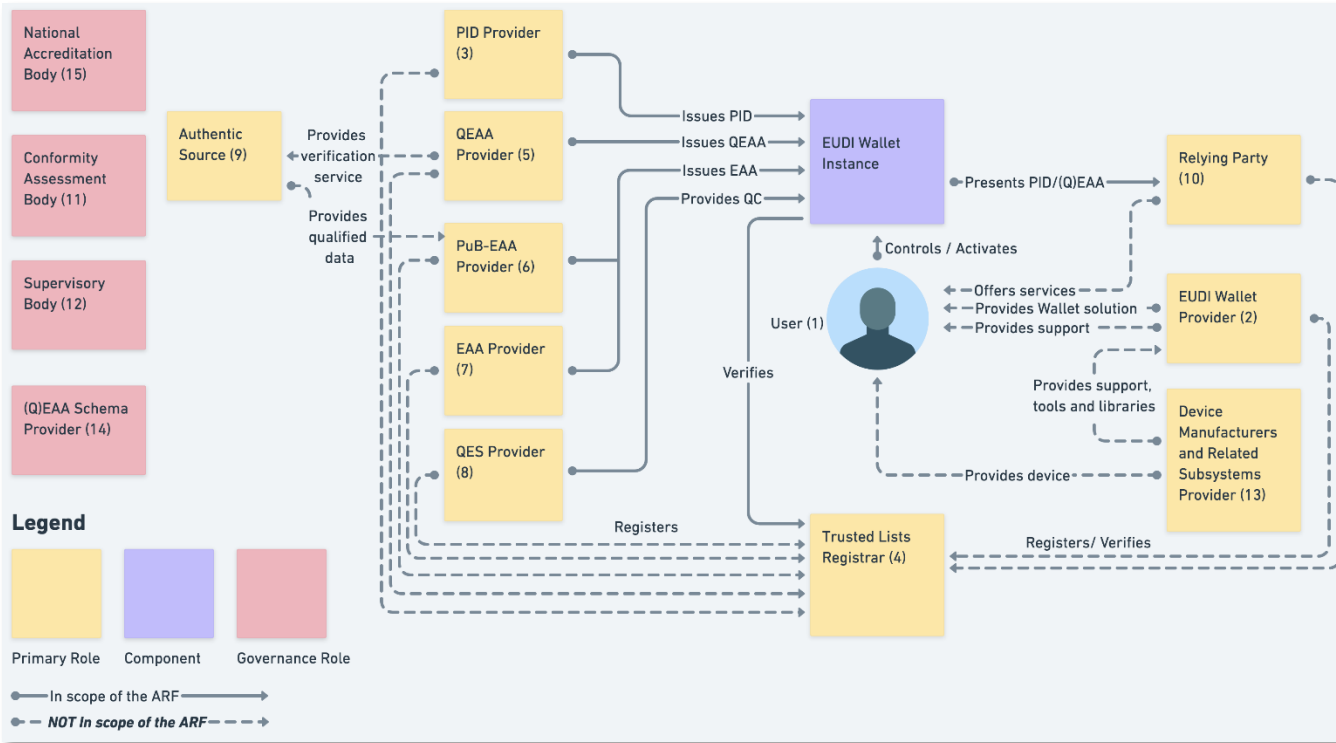 National
Accreditation
Body (15)
Conformity
Assessment
Body (11)
Supervisory
Body (12)
(Q)EAA Schema
Provider (14)
Authentic
Source (9)
Provides
verification
service
Provides
qualified
data
PID Provider
(3)
QEAA
Provider (5)
PuB-EAA
Provider (6)
EAA Provider
(7)
QES Provider
(8)
Issues PID
Issues QEAA
Issues EAA
Provides QC
EUDI Wallet
Instance
Presents PID/(Q)EAA
Relying Party
(10)
Controls / Activates
User (1)
Offers services
Provides Wallet solution
Provides support
EUDI Wallet
Provider (2)
Verifies
Provides support,
tools and libraries
Device
Manufacturers
and Related
Subsystems
Provider (13)
Provides device
Registers
Trusted Lists
Registrar (4)
Registers/ Verifies
Legend
Primary Role
Component
Governance Role
In scope of the ARF
NOT In scope of the ARF